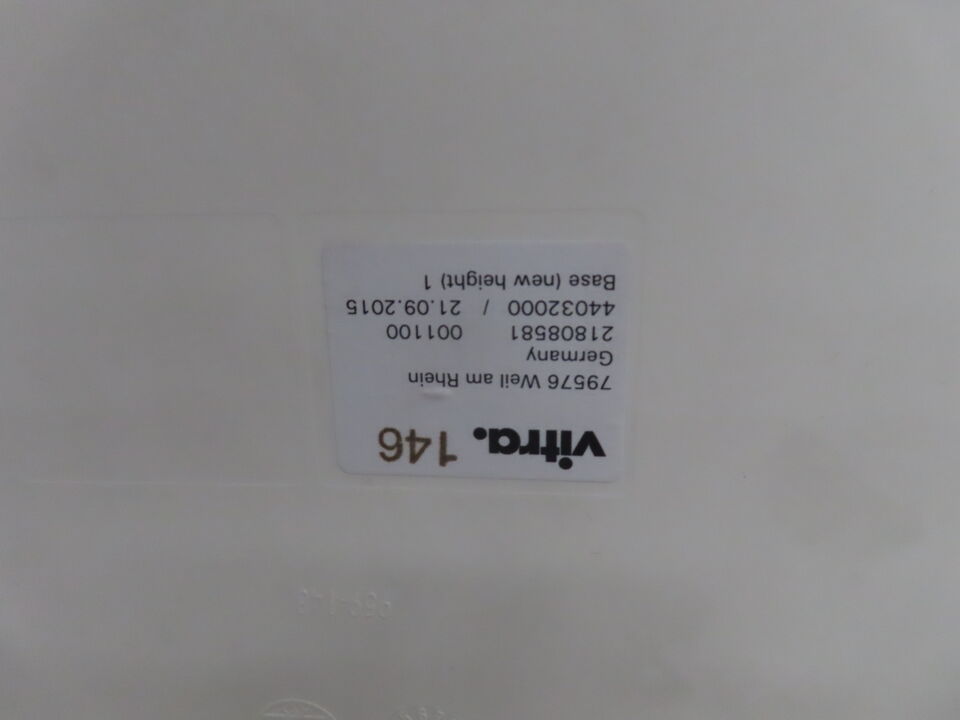 vitra. 146
79576 Weil am Rhein
Germany
21808581 001100
44032000 / 21.09.2015
Base (new height) 1